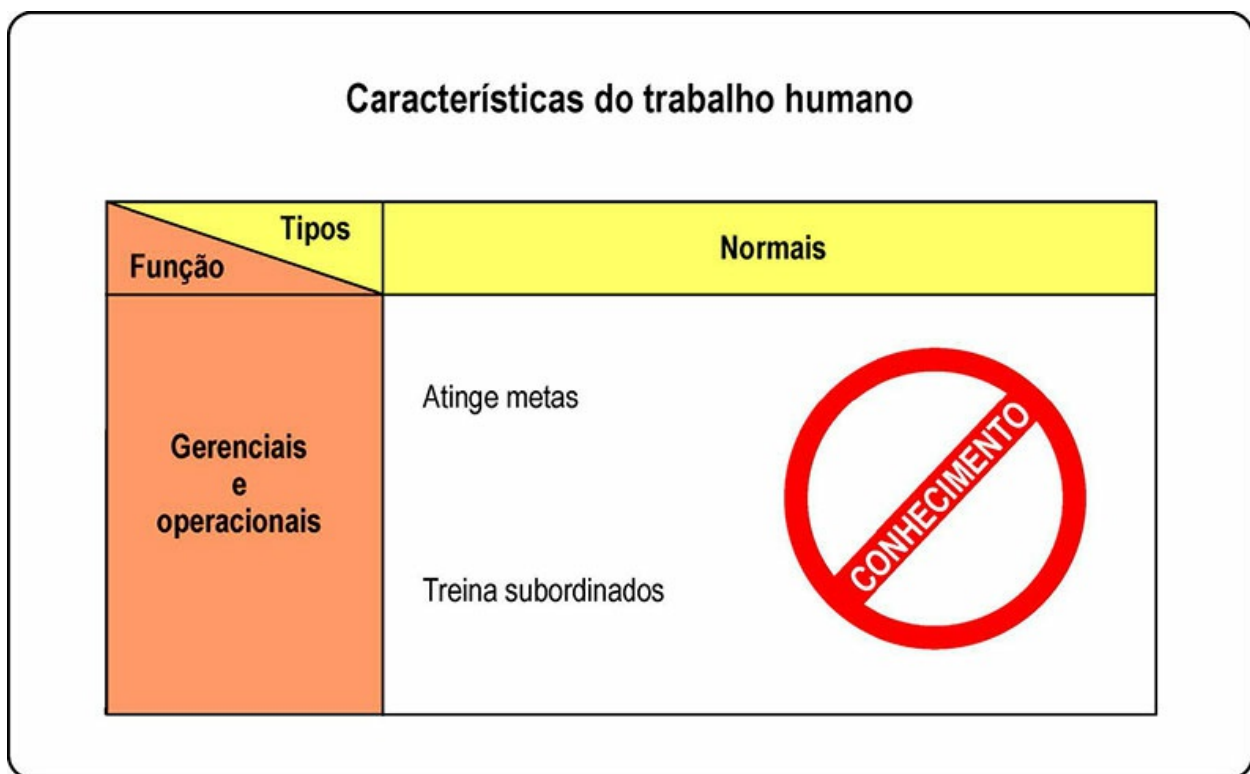 Características do trabalho humano
Tipos
Função
Normais
Gerenciais
e
operacionais
Atinge metas
Treina subordinados
CONHECIMENTO